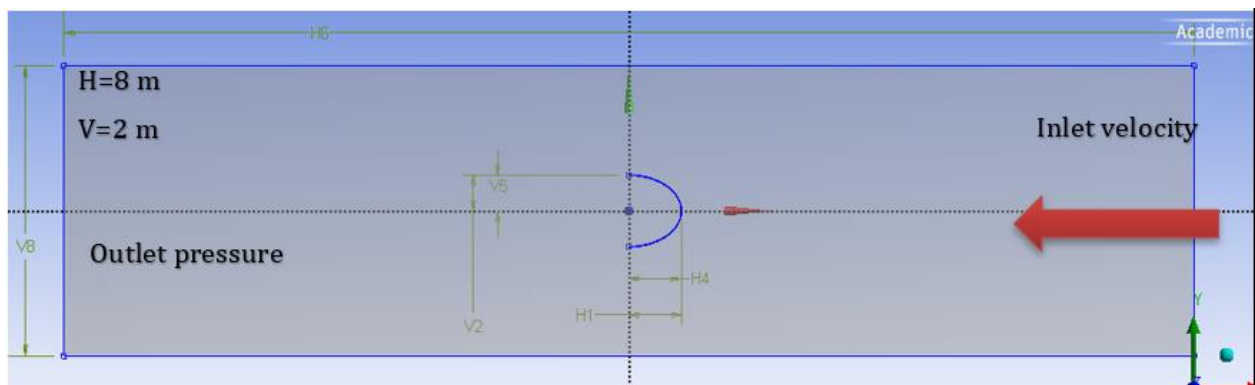 H6
Academic
H=8 m
V=2 m
Inlet velocity
V5
V8
Outlet pressure
H4
H1
V2
Y